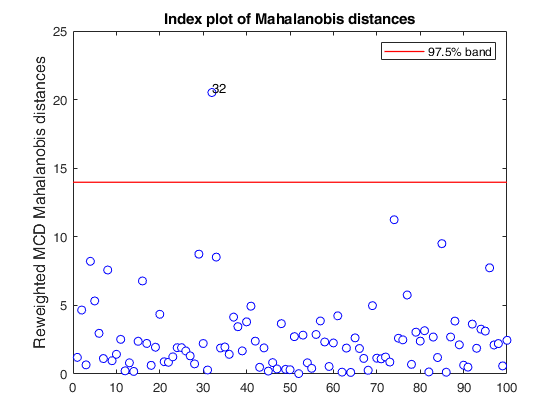 Index plot of Mahalanobis distances
Reweighted MCD Mahalanobis distances
25
20
15
10
5
0
97.5% band
32
0 10 20 30 40 50 60 70 80 90 100